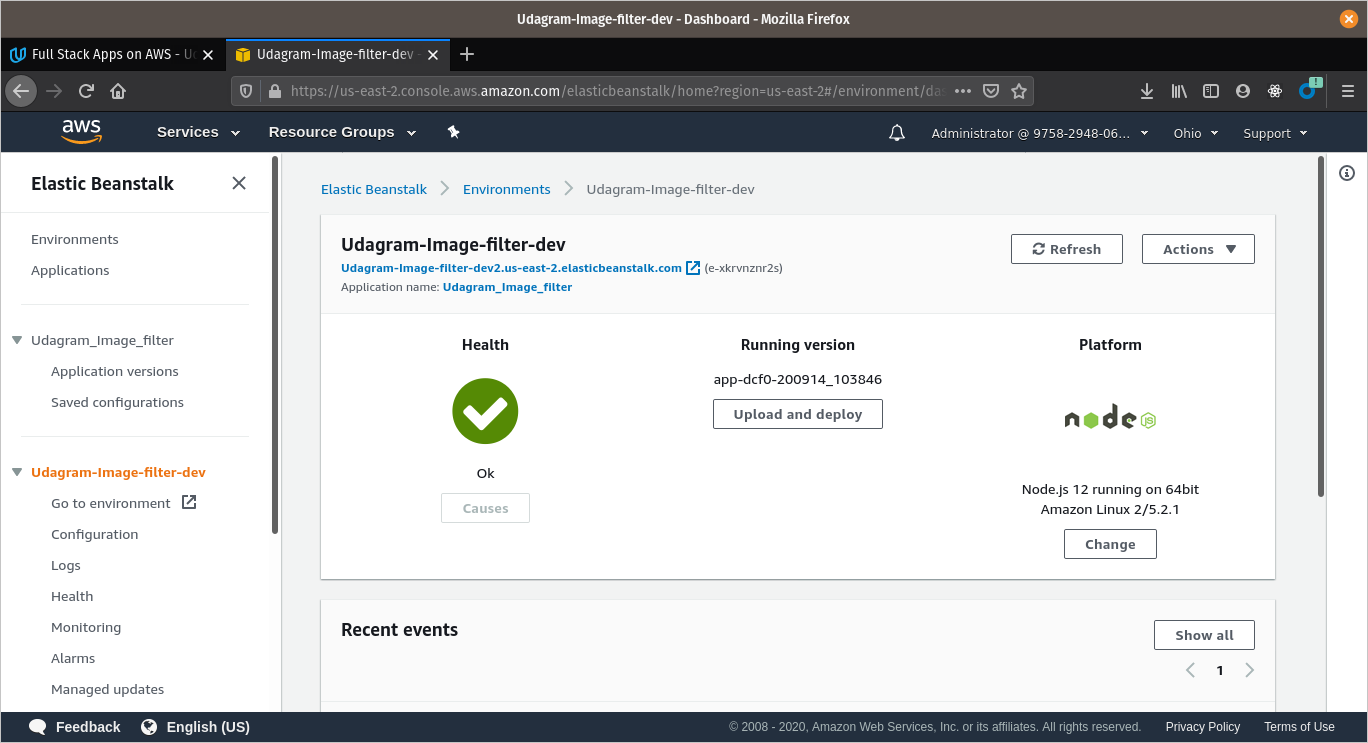 Udagram-Image-filter-dev - Dashboard - Mozilla Firefox
Full Stack Apps on AWS - U
Udagram-Image-filter-dev -
https://us-east-2.console.aws.amazon.com/elasticbeanstalk/home?region=us-east-2#/environment/das
aws
Services
Resource Groups
Administrator @ 9758-2948-06...
Ohio
Support
Elastic Beanstalk
Environments
Applications
Udagram_Image_filter
Application versions
Saved configurations
Udagram-Image-filter-dev
Go to environment
Configuration
Logs
Health
Monitoring
Alarms
Managed updates
Elastic Beanstalk
Environments
Udagram-Image-filter-dev
Udagram-Image-filter-dev
Udagram-Image-filter-dev2.us-east-2.elasticbeanstalk.com (e-xkrvnznr2s)
Application name: Udagram_Image_filter
Refresh
Actions
Health
Ok
Causes
Running version
app-dcf0-200914_103846
Upload and deploy
Platform
node JS
Node.js 12 running on 64bit
Amazon Linux 2/5.2.1
Change
Recent events
Show all
1
Feedback
English (US)
© 2008 - 2020, Amazon Web Services, Inc. or its affiliates. All rights reserved.
Privacy Policy
Terms of Use